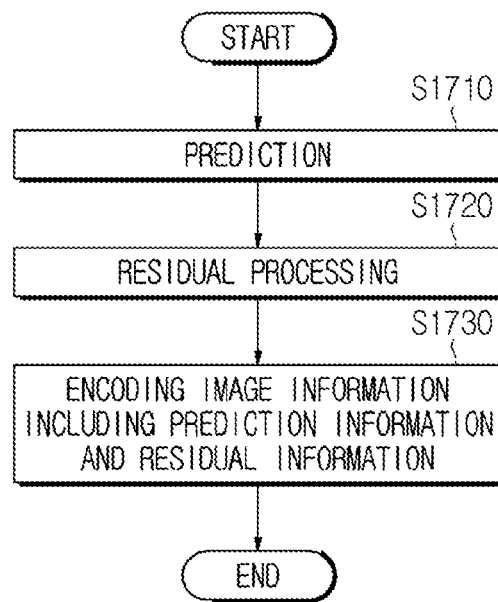 START
S1710
PREDICTION
S1720
RESIDUAL PROCESSING
S1730
ENCODING IMAGE INFORMATION
INCLUDING PREDICTION INFORMATION
AND RESIDUAL INFORMATION
END